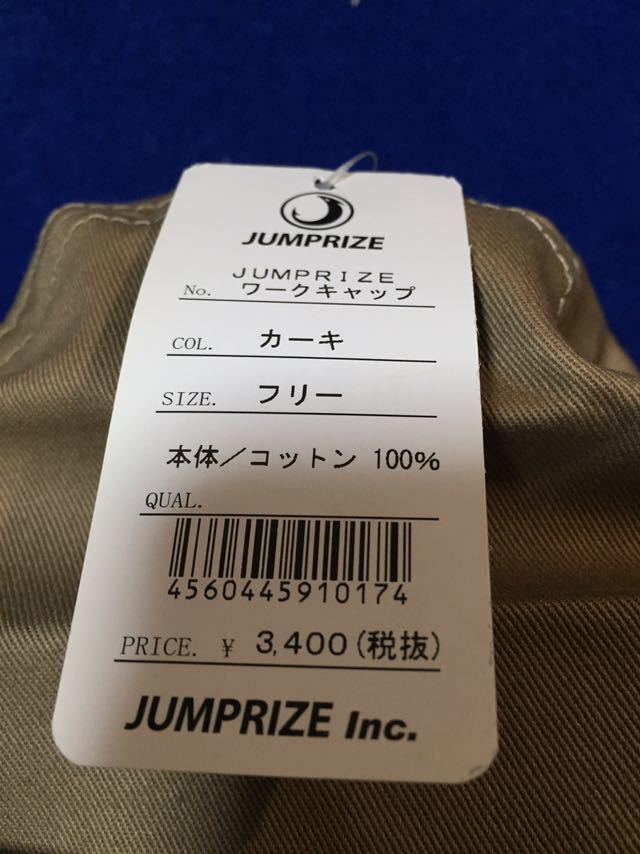 JUMPRIZE
JUMPRIZE
No. ワークキャップ
COL. カーキ
SIZE. フリー
本体／コットン 100%
QUAL.
4560445910174
PRICE. ¥ 3,400(税抜)
JUMPRIZE Inc.